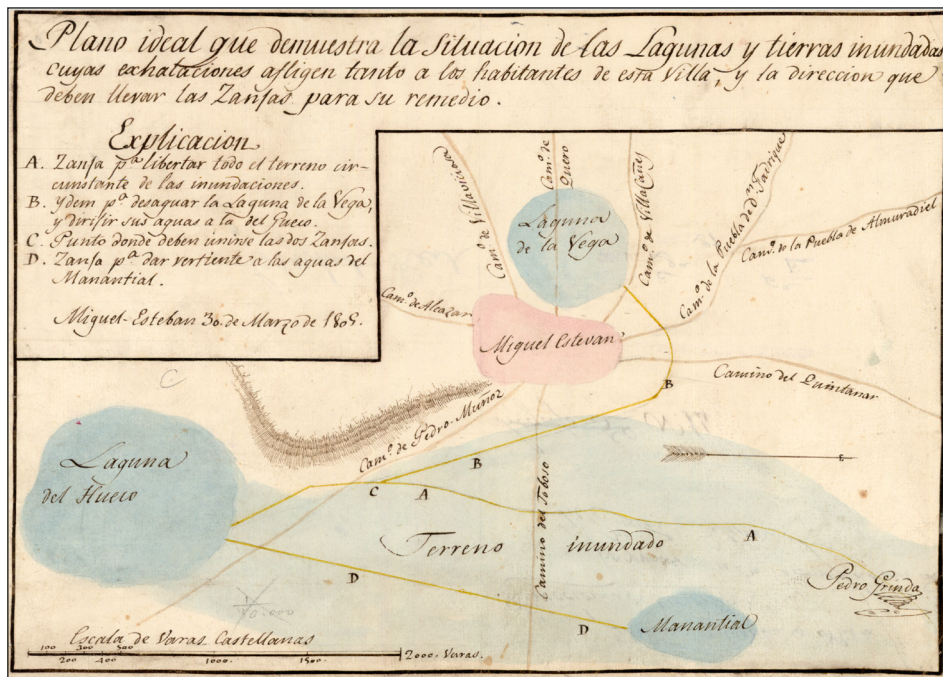 Plano ideal que demuestra la situacion de las Lagunas y tierras inundadas
cuyas exhalaciones afligen tanto a los habitantes de esta Villa, y la direccion que
deben llevar las Zanjas para su remedio.
Explicacion
A. Zanja pª libertar todo el terreno cir-
cunstante de las inundaciones.
B. Ydem pª desaguar la Laguna de la Vega,
y dirijir sus aguas a la del Hueco.
C. Punto donde deben unirse las dos Zanjas.
D. Zanja pª dar vertiente a las aguas del
Manantial.
Miguel-Esteban 30 de Marzo de
Camº de
Camº de
Quero
Camº de Villacañes
Camº de la Puebla de Dn Fadrique
Camº de la Puebla de Almuradiel
Laguna
de la Vega
Camº de Alcazar
Miguel Estevan
Camino del Quintanar
B
Camº de Pedro Muñoz
Laguna
del Hueco
B
C
A
Camino del Toboso
A
Terreno inundado
D
Pedro Grinda
D
Manantial
Escala de Varas Castellanas
100 300 500
200 400 1000 1500 2000 Varas.